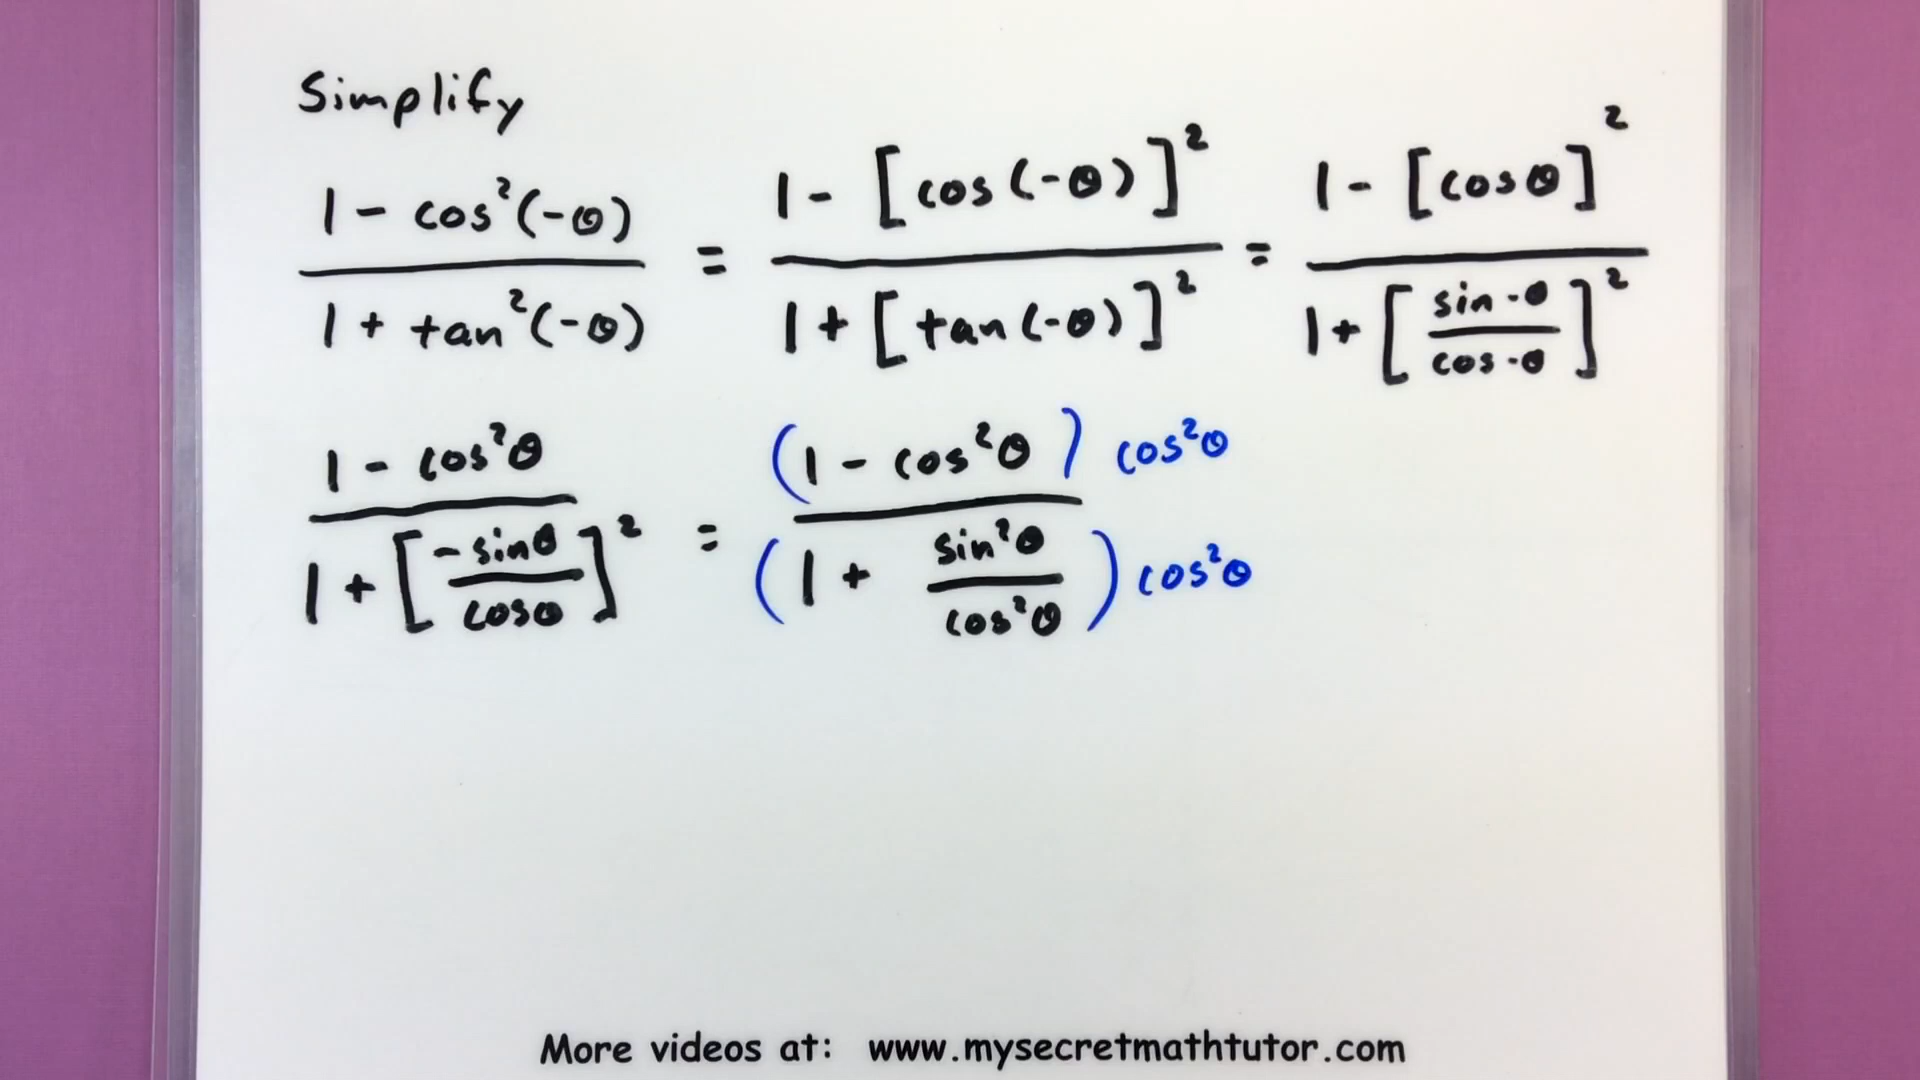 Simplify
(1 - cos²(-θ)) / (1 + tan²(-θ)) = (1 - [cos(-θ)]²) / (1 + [tan(-θ)]²) = (1 - [cosθ]²) / (1 + [sin -θ / cos -θ]²)
(1 - cos²θ) / (1 + [-sinθ / cosθ]²) = ((1 - cos²θ) cos²θ) / ((1 + sin²θ / cos²θ) cos²θ)
More videos at: www.mysecretmathtutor.com